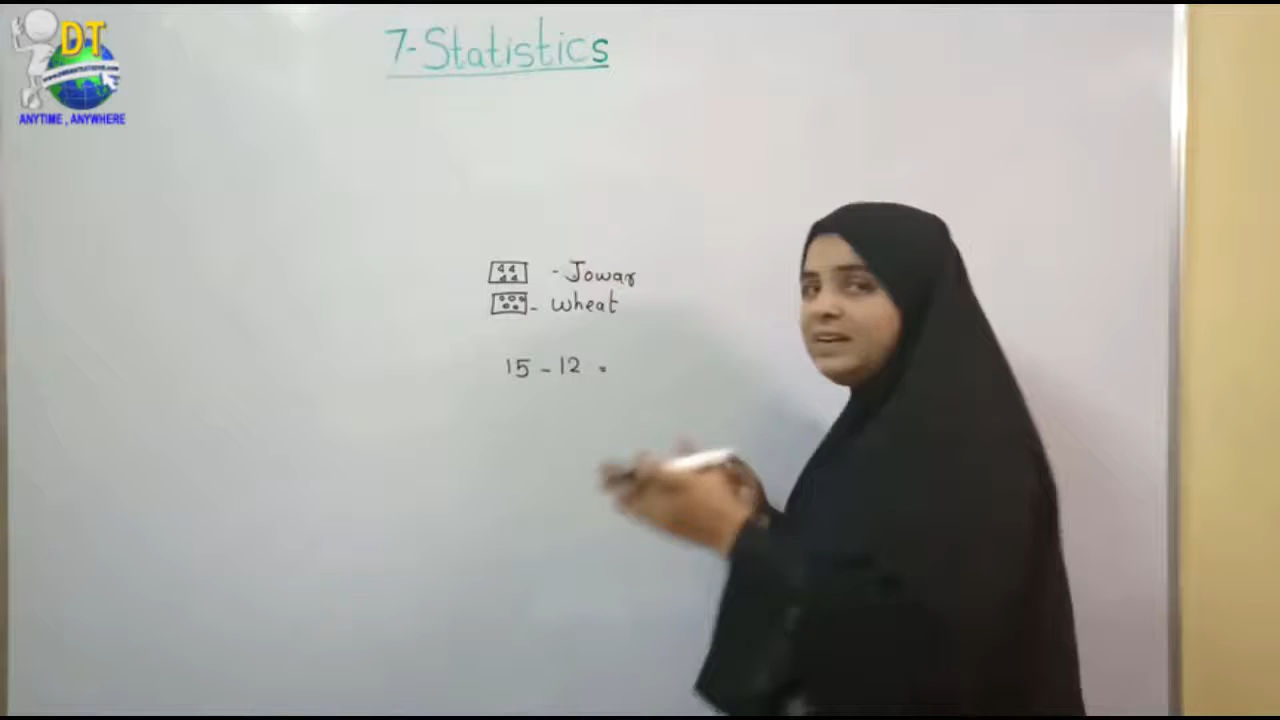 DT
ANYTIME , ANYWHERE
7-Statistics
- Jowar
- Wheat
15 - 12 =